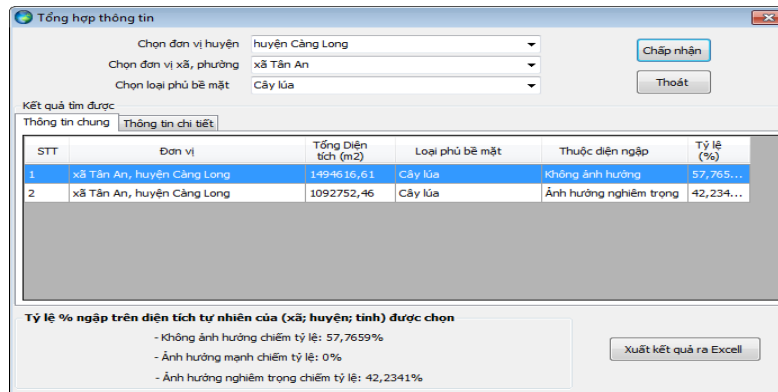 Tổng hợp thông tin
Chọn đơn vị huyện huyện Càng Long
Chấp nhận
Chọn đơn vị xã, phường xã Tân An
Chọn loại phủ bề mặt Cây lúa
Thoát
Kết quả tìm được
Thông tin chung Thông tin chi tiết
STT Đơn vị Tổng Diện tích (m2) Loại phủ bề mặt Thuộc diện ngập Tỷ lệ (%)
1 xã Tân An, huyện Càng Long 1494616,61 Cây lúa Không ảnh hưởng 57,765...
2 xã Tân An, huyện Càng Long 1092752,46 Cây lúa Ảnh hưởng nghiêm trọng 42,234...
Tỷ lệ % ngập trên diện tích tự nhiên của (xã; huyện; tỉnh) được chọn
- Không ảnh hưởng chiếm tỷ lệ: 57,7659%
- Ảnh hưởng mạnh chiếm tỷ lệ: 0%
- Ảnh hưởng nghiêm trọng chiếm tỷ lệ: 42,2341%
Xuất kết quả ra Excell